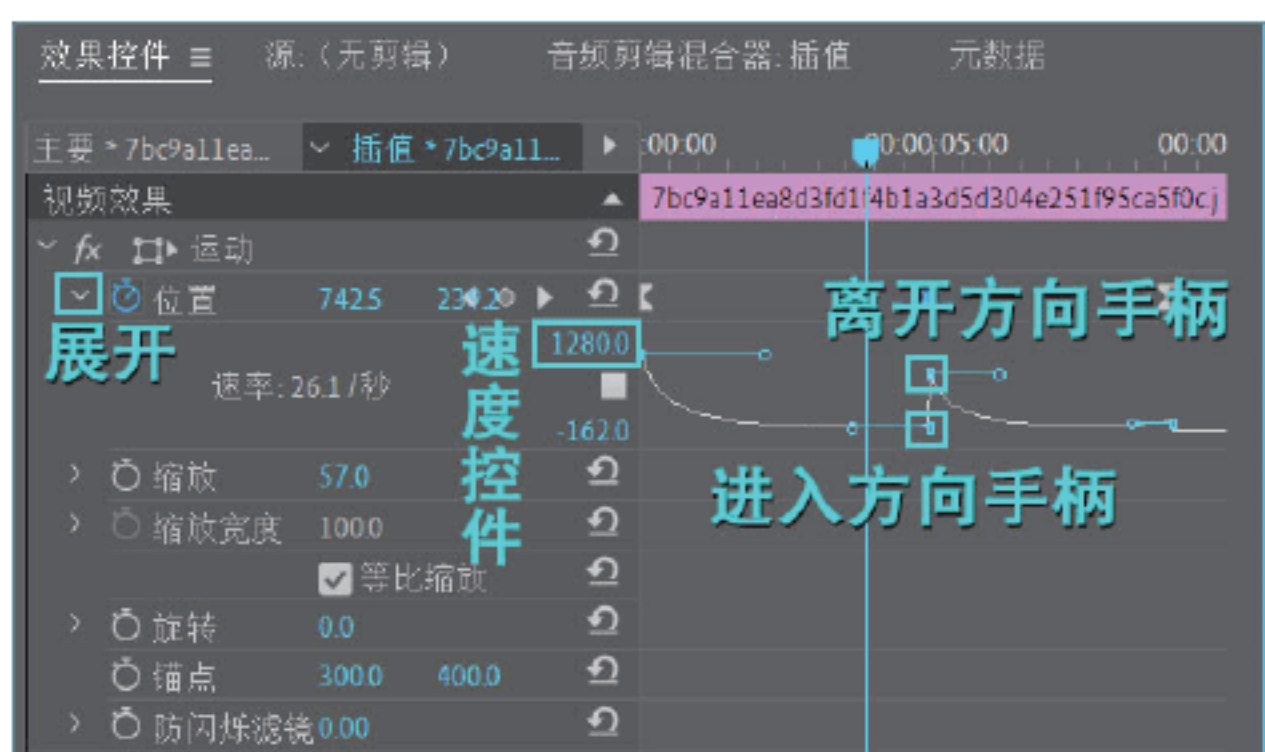 效果控件 源:（无剪辑） 音频剪辑混合器: 插值 元数据
主要 * 7bc9a11ea... 插值 * 7bc9a11... :00:00 00:00:05:00 00:00
视频效果 7bc9a11ea8d3fd1f4b1a3d5d304e251f95ca5f0c.j
fx 运动
位置 742.5
离开方向手柄
展开
速度控件
1280.0
速率: 26.1 /秒
-162.0
进入方向手柄
缩放 57.0
缩放宽度 100.0
等比缩放
旋转 0.0
锚点 300.0 400.0
防闪烁滤镜 0.00